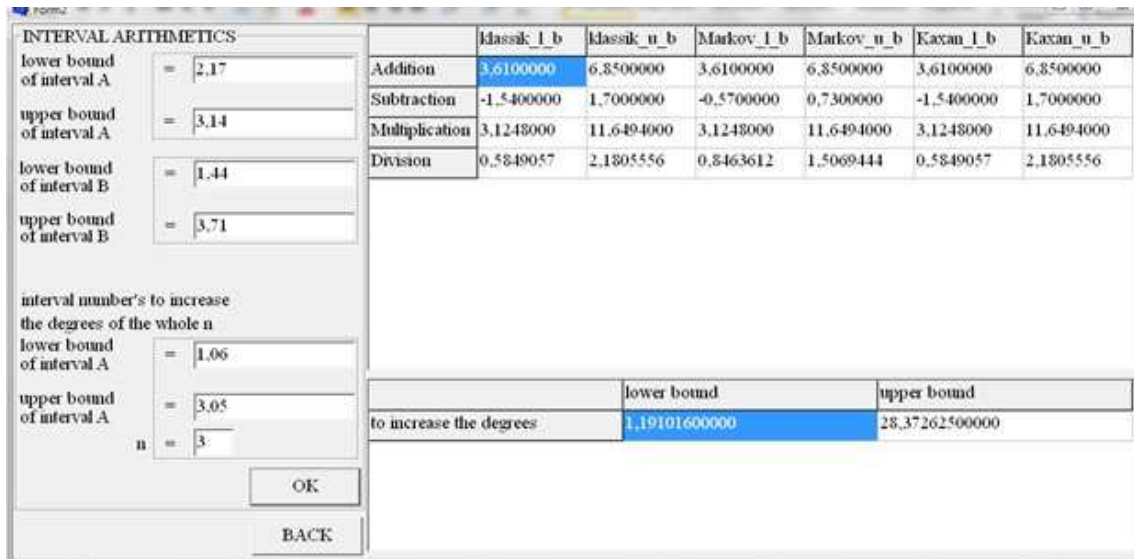 Form2
INTERVAL ARITHMETICS
lower bound
of interval A
= 2,17
upper bound
of interval A
= 3,14
lower bound
of interval B
= 1.44
upper bound
of interval B
= 3,71
interval number's to increase
the degrees of the whole n
lower bound
of interval A
= 1,06
upper bound
of interval A
= 3,05
n = 3
OK
BACK
klassik_l_b klassik_u_b Markov_l_b Markov_u_b Kaxan_l_b Kaxan_u_b
Addition 3,6100000 6,8500000 3,6100000 6,8500000 3,6100000 6,8500000
Subtraction -1,5400000 1,7000000 -0,5700000 0,7300000 -1,5400000 1,7000000
Multiplication 3,1248000 11,6494000 3,1248000 11,6494000 3,1248000 11,6494000
Division 0,5849057 2,1805556 0,8463612 1,5069444 0,5849057 2,1805556
lower bound upper bound
to increase the degrees 1,19101600000 28,37262500000